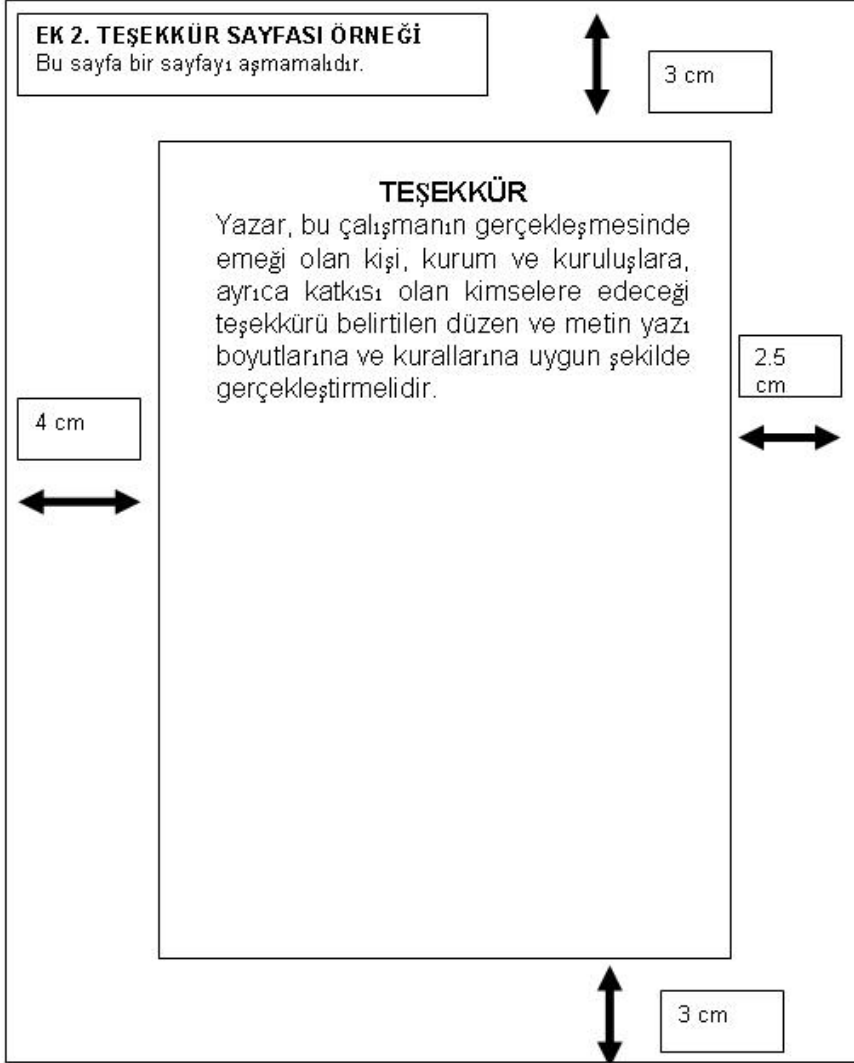 EK 2. TEŞEKKÜR SAYFASI ÖRNEĞİ
Bu sayfa bir sayfayı aşmamalıdır.
3 cm
TEŞEKKÜR
Yazar, bu çalışmanın gerçekleşmesinde
emeği olan kişi, kurum ve kuruluşlara,
ayrıca katkısı olan kimselere edeceği
teşekkürü belirtilen düzen ve metin yazı
boyutlarına ve kurallarına uygun şekilde
gerçekleştirmelidir.
2.5
cm
4 cm
3 cm